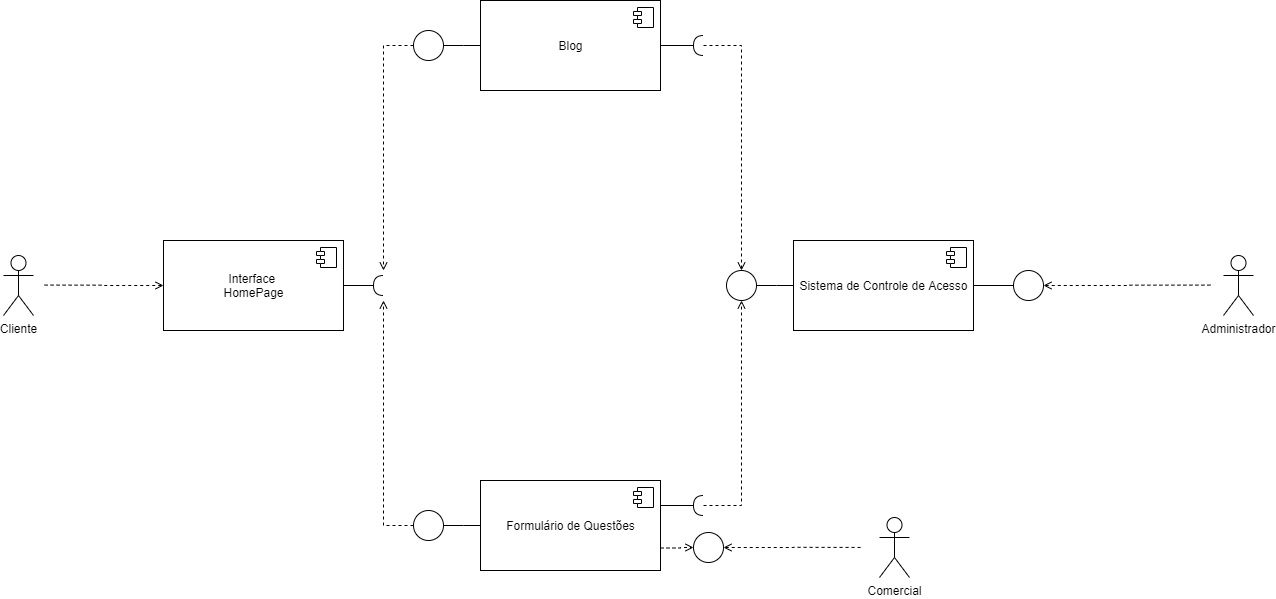 Blog
Interface
HomePage
Sistema de Controle de Acesso
Cliente
Administrador
Formulário de Questões
Comercial